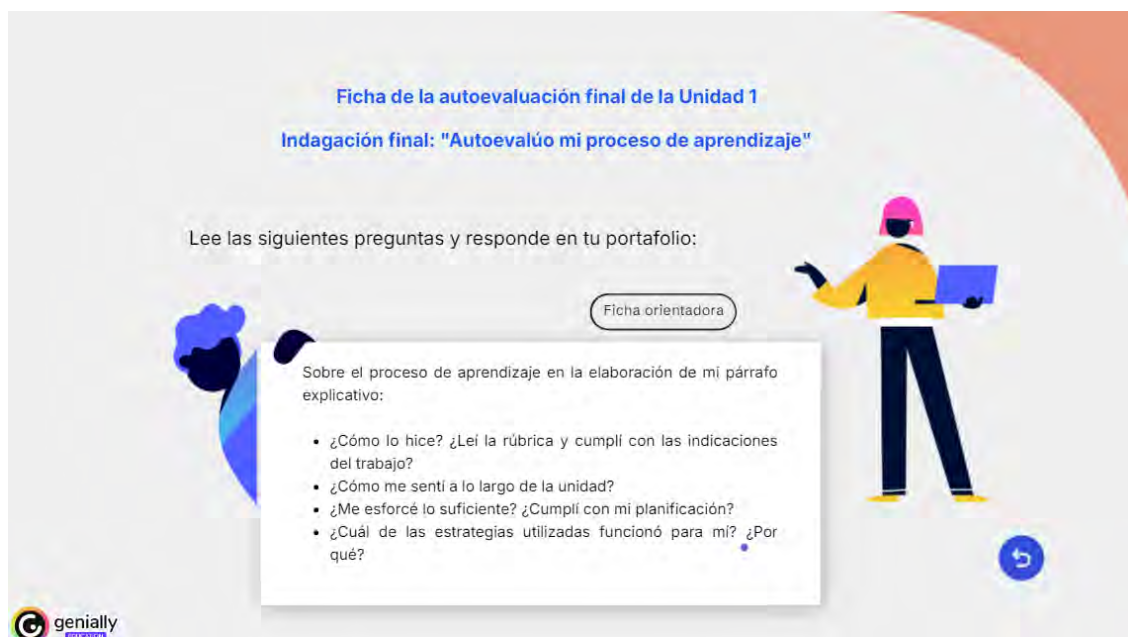 Ficha de la autoevaluación final de la Unidad 1
Indagación final: "Autoevalúo mi proceso de aprendizaje"
Lee las siguientes preguntas y responde en tu portafolio:
Ficha orientadora
Sobre el proceso de aprendizaje en la elaboración de mi párrafo
explicativo:
• ¿Cómo lo hice? ¿Leí la rúbrica y cumplí con las indicaciones
del trabajo?
• ¿Cómo me sentí a lo largo de la unidad?
• ¿Me esforcé lo suficiente? ¿Cumplí con mi planificación?
• ¿Cuál de las estrategias utilizadas funcionó para mí? ¿Por
qué?
genially
EDUCATION